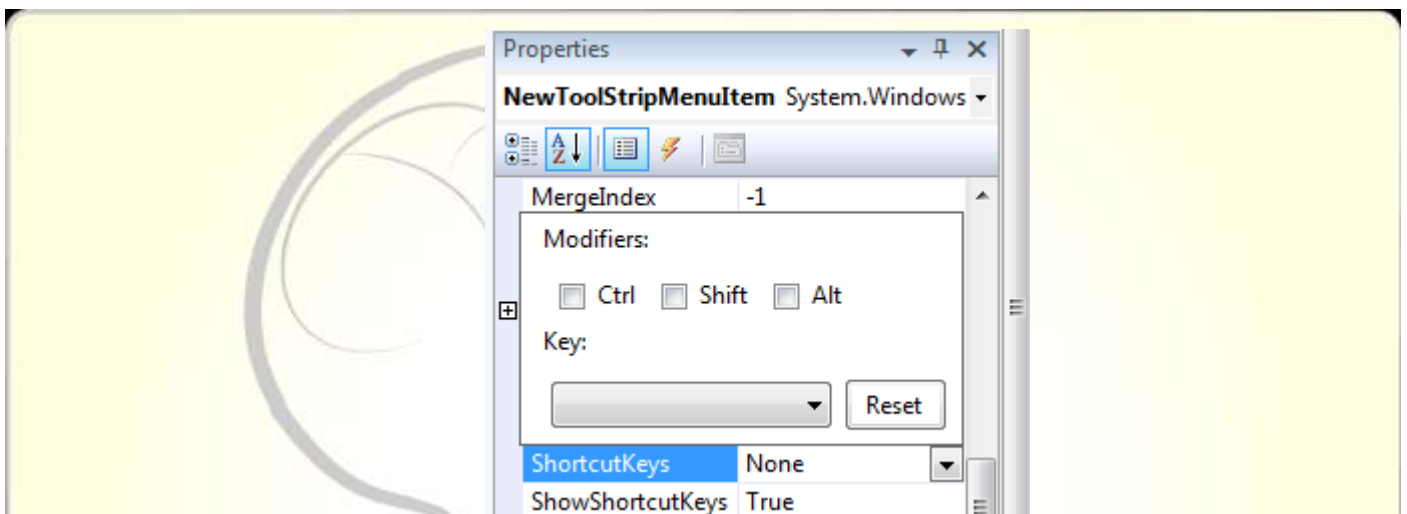 Properties
NewToolStripMenuItem System.Windows
A
Z
MergeIndex -1
Modifiers:
Ctrl Shift Alt
Key:
Reset
ShortcutKeys None
ShowShortcutKeys True